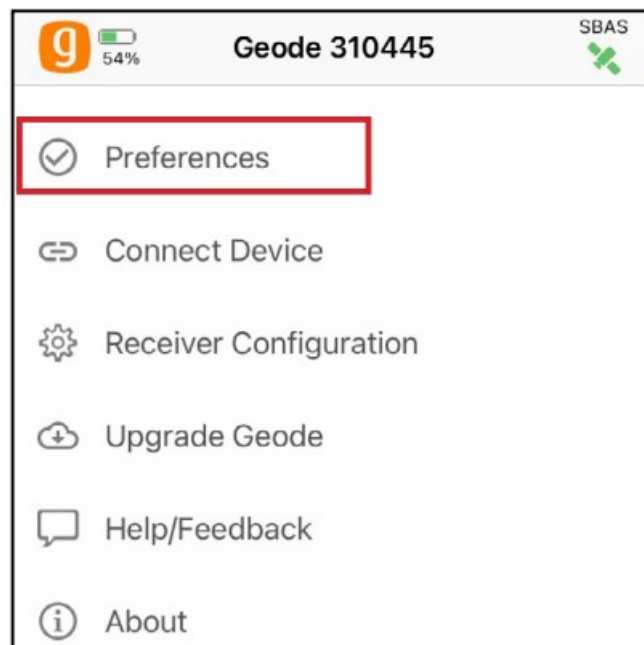 g
54%
Geode 310445
SBAS
Preferences
Connect Device
Receiver Configuration
Upgrade Geode
Help/Feedback
About